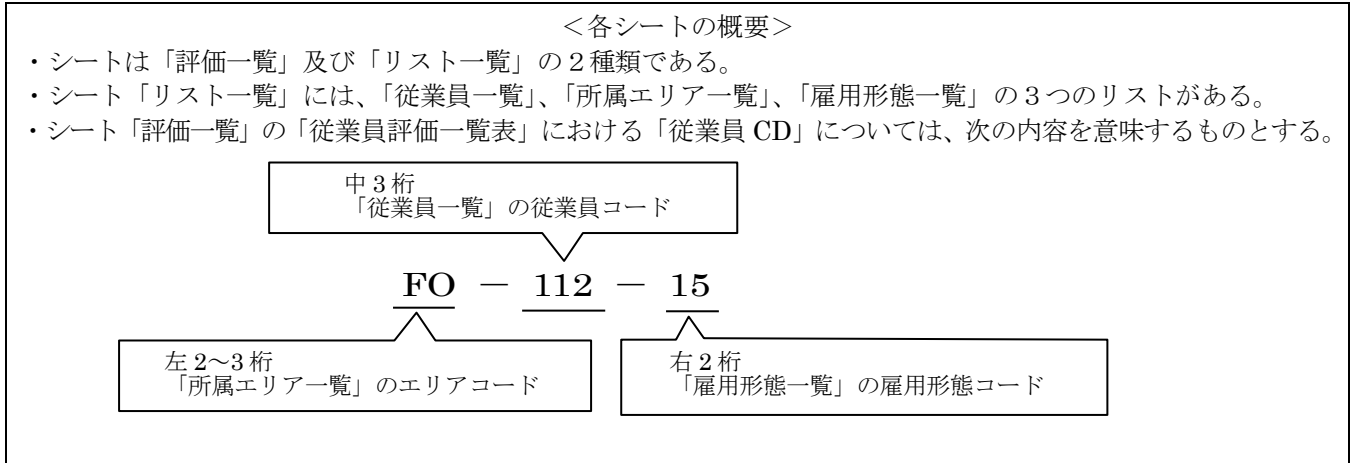 ＜各シートの概要＞
・シートは「評価一覧」及び「リスト一覧」の２種類である。
・シート「リスト一覧」には、「従業員一覧」、「所属エリア一覧」、「雇用形態一覧」の３つのリストがある。
・シート「評価一覧」の「従業員評価一覧表」における「従業員 CD」については、次の内容を意味するものとする。
中３桁
「従業員一覧」の従業員コード
FO － 112 － 15
左 2～3 桁
「所属エリア一覧」のエリアコード
右２桁
「雇用形態一覧」の雇用形態コード